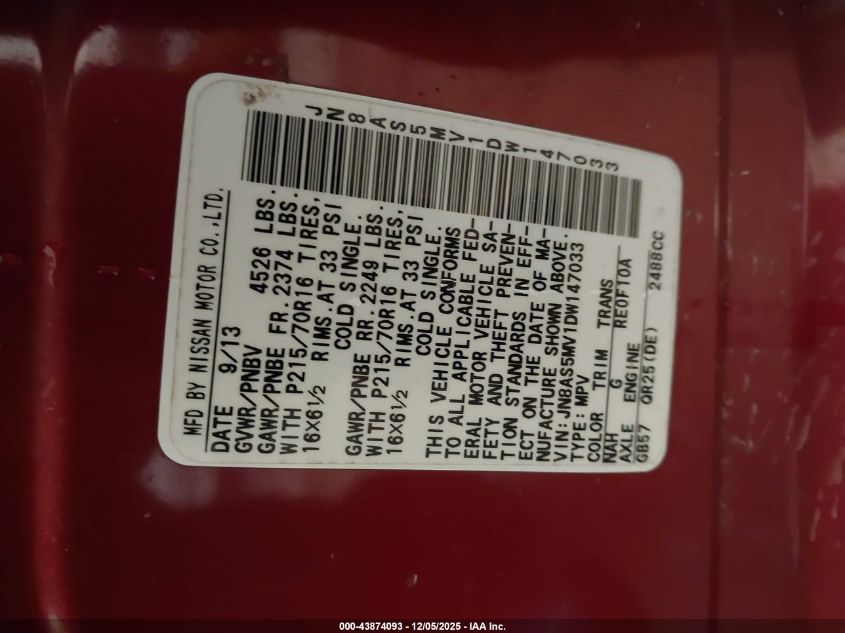 JN8AS5MV1DW147033
MFD BY NISSAN MOTOR CO.,LTD.
DATE 9/13
GVWR/PNBV 4526 LBS.
GAWR/PNBE FR. 2374 LBS.
WITH P215/70R16 TIRES,
16X6½ RIMS.AT 33 PSI
COLD SINGLE.
GAWR/PNBE RR. 2249 LBS.
WITH P215/70R16 TIRES,
16X6½ RIMS.AT 33 PSI
COLD SINGLE.
THIS VEHICLE CONFORMS
TO ALL APPLICABLE FED-
ERAL MOTOR VEHICLE SA-
FETY AND THEFT PREVEN-
TION STANDARDS IN EFF-
ECT ON THE DATE OF MA-
NUFACTURE SHOWN ABOVE.
VIN:JN8AS5MV1DW147033
TYPE:MPV
COLOR TRIM TRANS
NAH G RE0F10A
AXLE ENGINE
GB57 QR25(DE) 2488CC
000-43874093 - 12/05/2025 - IAA Inc.